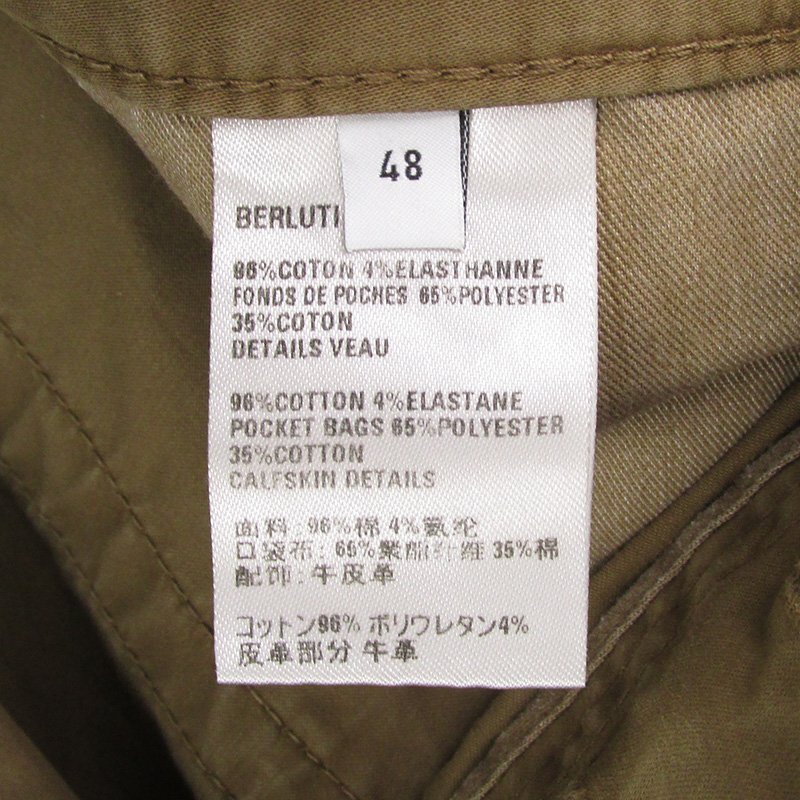 48
BERLUTI
96%COTON 4%ELASTHANNE
FONDS DE POCHES 65%POLYESTER
35%COTON
DETAILS VEAU
96%COTTON 4%ELASTANE
POCKET BAGS 65%POLYESTER
35%COTTON
CALFSKIN DETAILS
面料: 96%棉 4%氨纶
口袋布: 65%聚酯纤维 35%棉
配饰: 牛皮革
コットン96% ポリウレタン4%
皮革部分 牛革